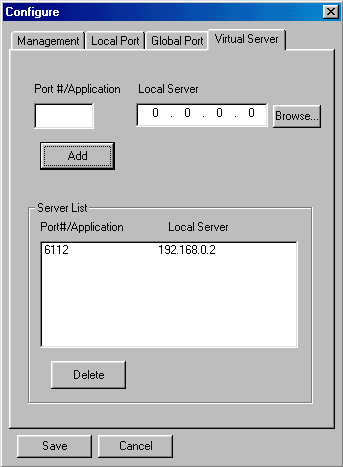 Configure
Management Local Port Global Port Virtual Server
Port #/Application Local Server
0 . 0 . 0 . 0 Browse...
Add
Server List
Port#/Application Local Server
6112 192.168.0.2
Delete
Save Cancel